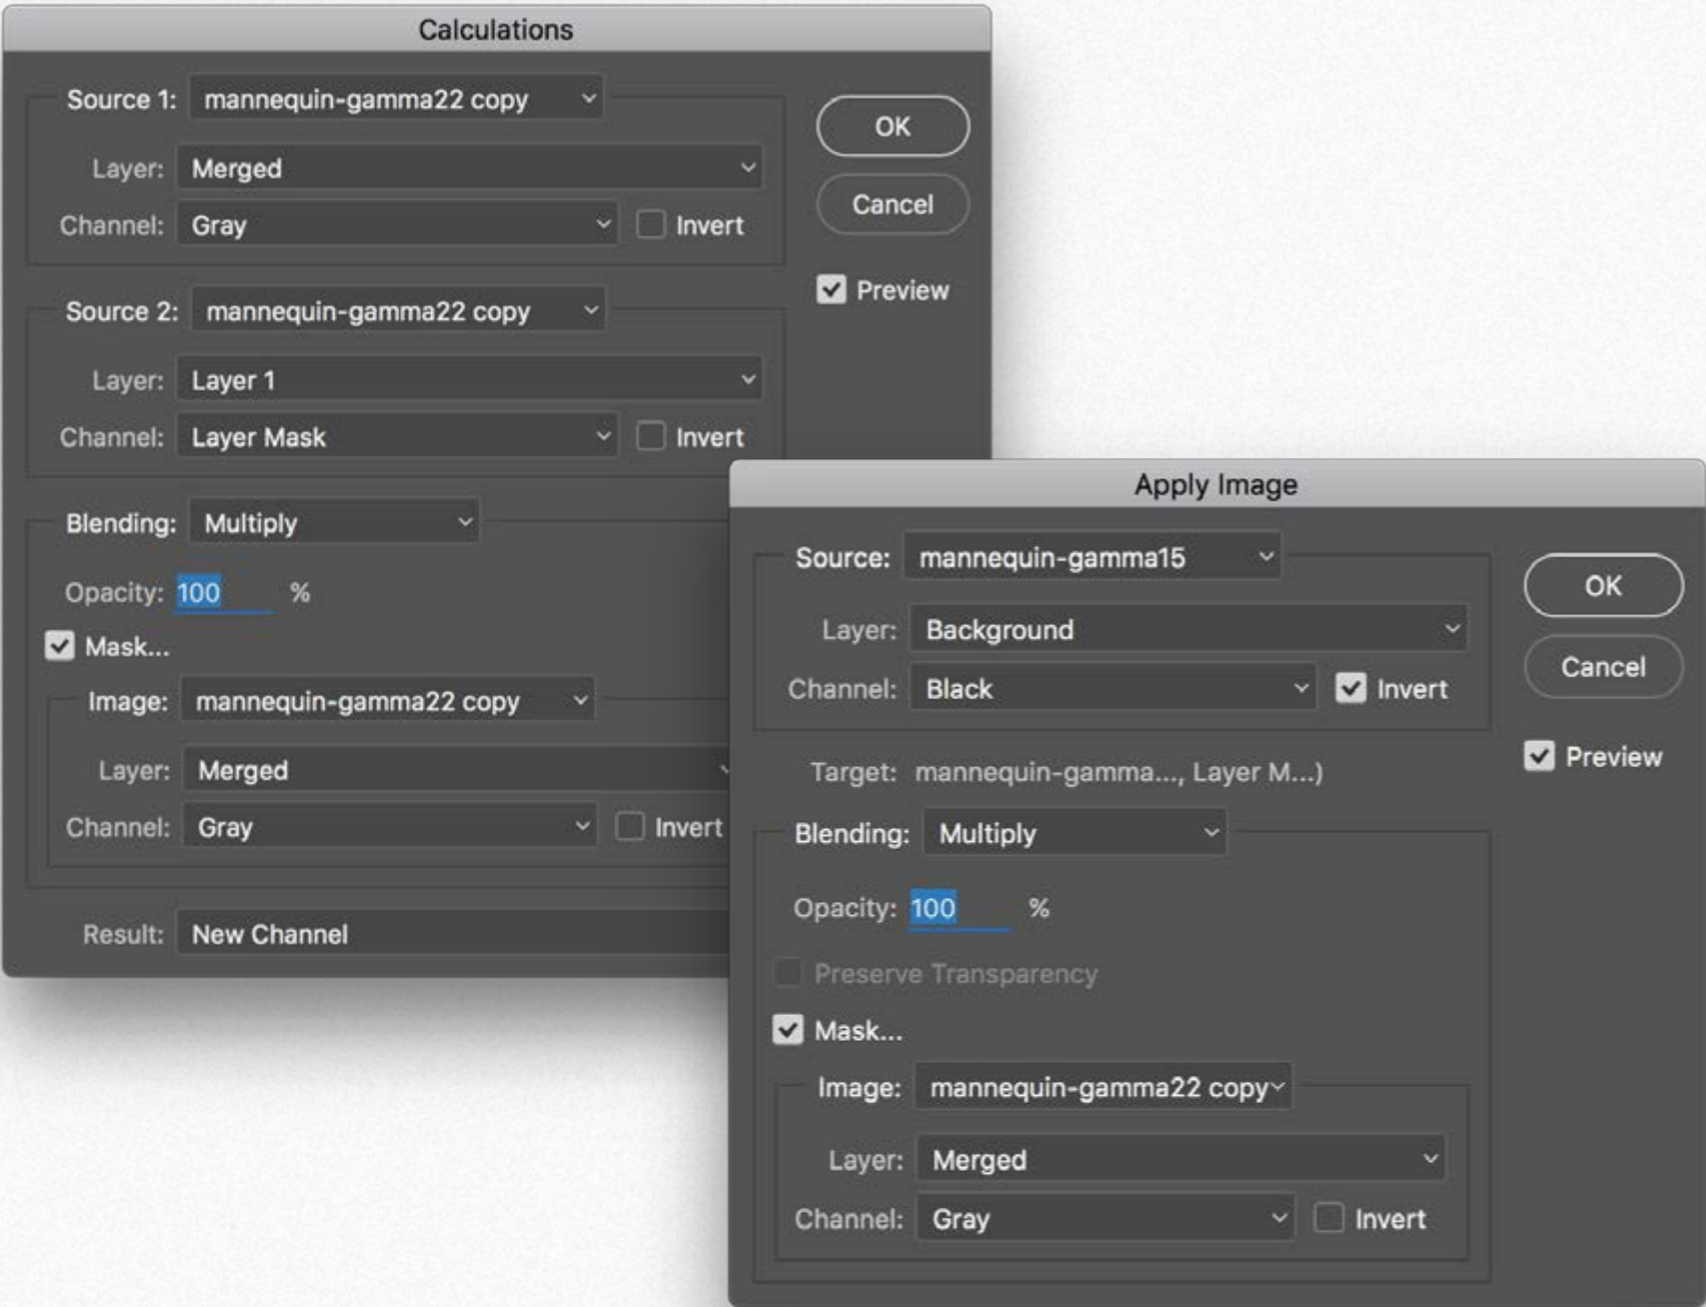 Calculations
Source 1: mannequin-gamma22 copy
OK
Layer: Merged
Channel: Gray Invert
Cancel
Source 2: mannequin-gamma22 copy
Preview
Layer: Layer 1
Channel: Layer Mask Invert
Blending: Multiply
Opacity: 100 %
Mask...
Image: mannequin-gamma22 copy
Layer: Merged
Channel: Gray Invert
Result: New Channel
Apply Image
Source: mannequin-gamma15
OK
Layer: Background
Cancel
Channel: Black Invert
Preview
Target: mannequin-gamma..., Layer M...)
Blending: Multiply
Opacity: 100 %
Preserve Transparency
Mask...
Image: mannequin-gamma22 copy
Layer: Merged
Channel: Gray Invert